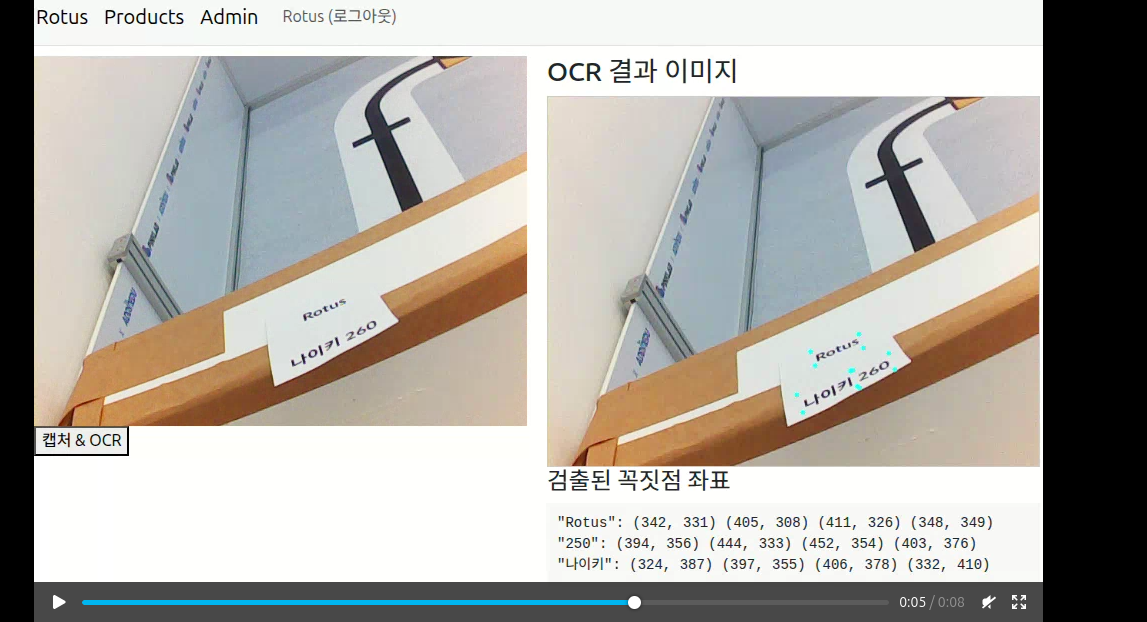 Rotus Products Admin Rotus (로그아웃)
f
Rotus
나이키 260
캡처 & OCR
OCR 결과 이미지
f
Rotus
나이키 260
검출된 꼭짓점 좌표
"Rotus": (342, 331) (405, 308) (411, 326) (348, 349)
"250": (394, 356) (444, 333) (452, 354) (403, 376)
"나이키": (324, 387) (397, 355) (406, 378) (332, 410)
0:05 / 0:08